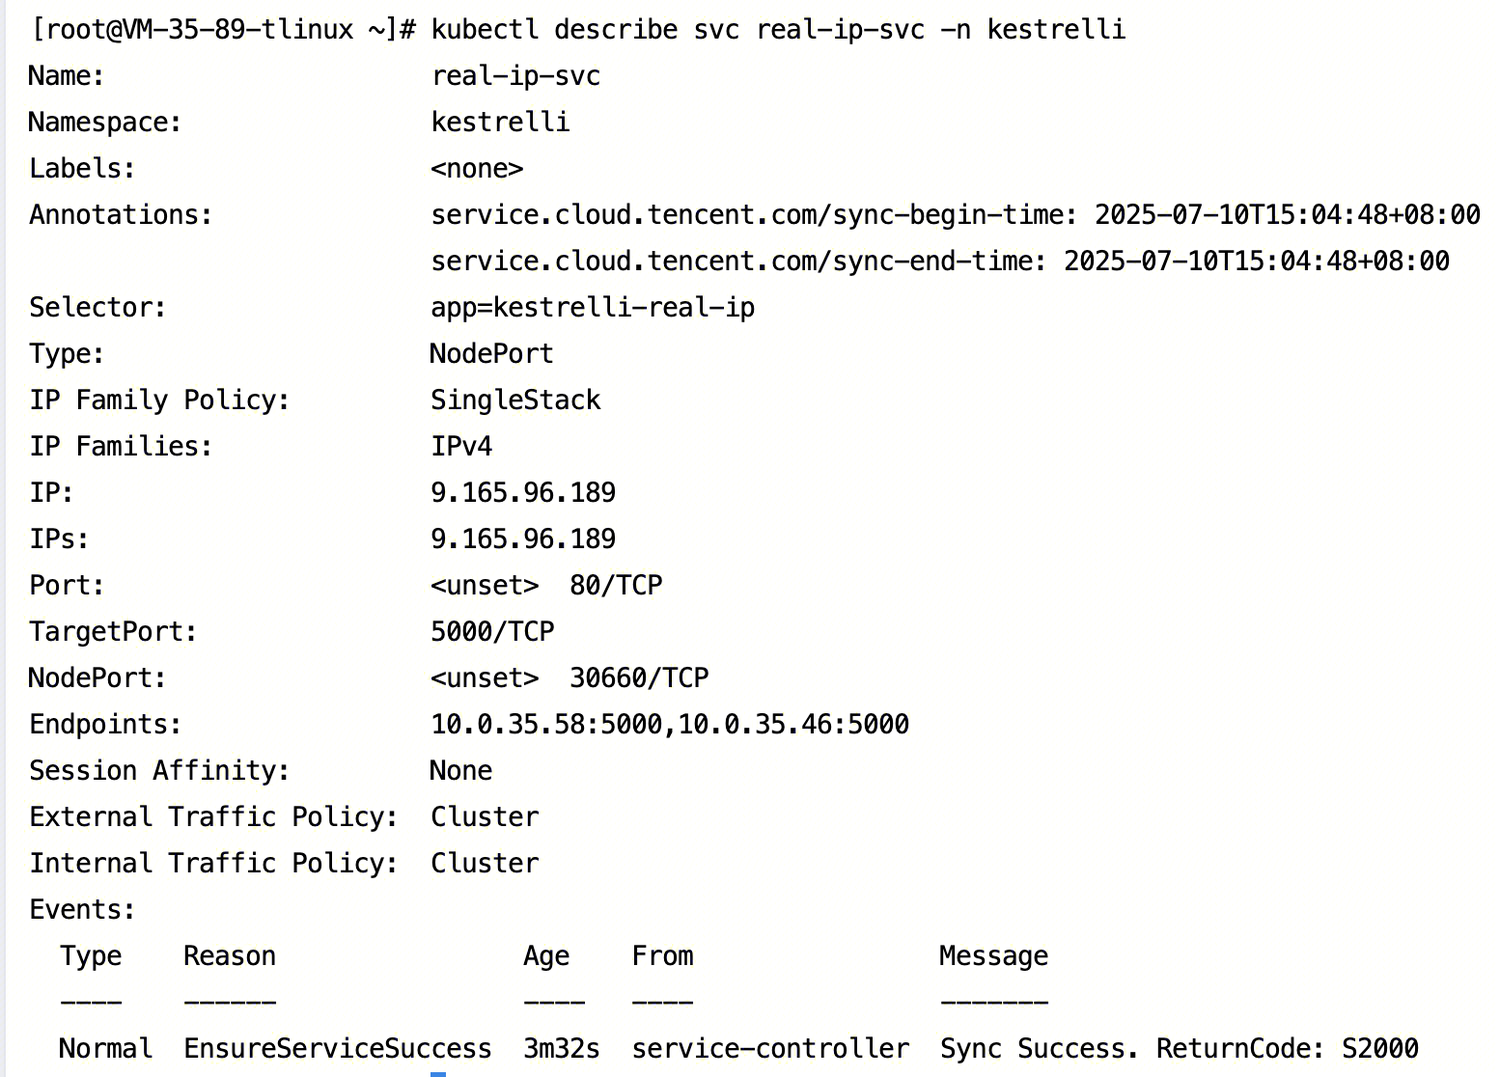 [root@VM-35-89-tlinux ~]# kubectl describe svc real-ip-svc -n kestrelli
Name:                     real-ip-svc
Namespace:                kestrelli
Labels:                   <none>
Annotations:              service.cloud.tencent.com/sync-begin-time: 2025-07-10T15:04:48+08:00
                          service.cloud.tencent.com/sync-end-time: 2025-07-10T15:04:48+08:00
Selector:                 app=kestrelli-real-ip
Type:                     NodePort
IP Family Policy:         SingleStack
IP Families:              IPv4
IP:                       9.165.96.189
IPs:                      9.165.96.189
Port:                     <unset>  80/TCP
TargetPort:               5000/TCP
NodePort:                 <unset>  30660/TCP
Endpoints:                10.0.35.58:5000,10.0.35.46:5000
Session Affinity:         None
External Traffic Policy:  Cluster
Internal Traffic Policy:  Cluster
Events:
  Type    Reason                Age   From                Message
  ----    ------                ----  ----                -------
  Normal  EnsureServiceSuccess  3m32s  service-controller  Sync Success. ReturnCode: S2000